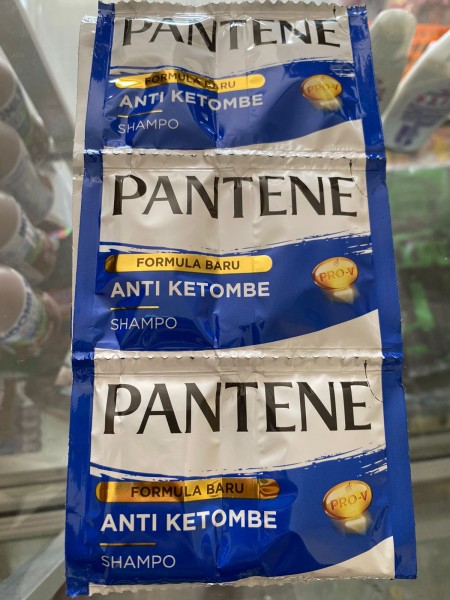 PANTENE
FORMULA BARU
ANTI KETOMBE
SHAMPO
PRO-V
PANTENE
FORMULA BARU
ANTI KETOMBE
SHAMPO
PRO-V
PANTENE
FORMULA BARU
ANTI KETOMBE
SHAMPO
PRO-V